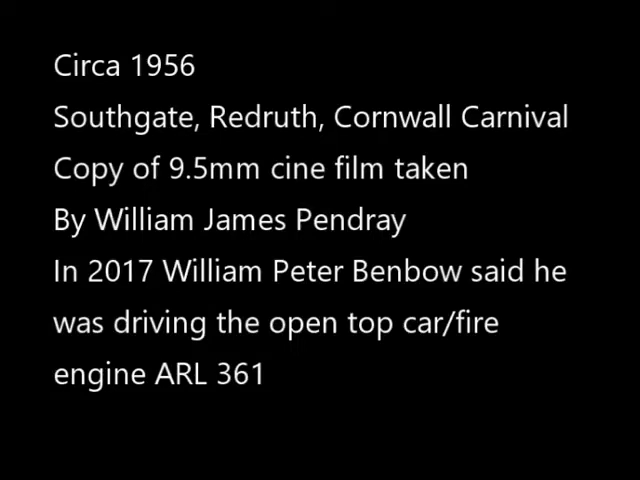 Circa 1956
Southgate, Redruth, Cornwall Carnival
Copy of 9.5mm cine film taken
By William James Pendray
In 2017 William Peter Benbow said he
was driving the open top car/fire
engine ARL 361